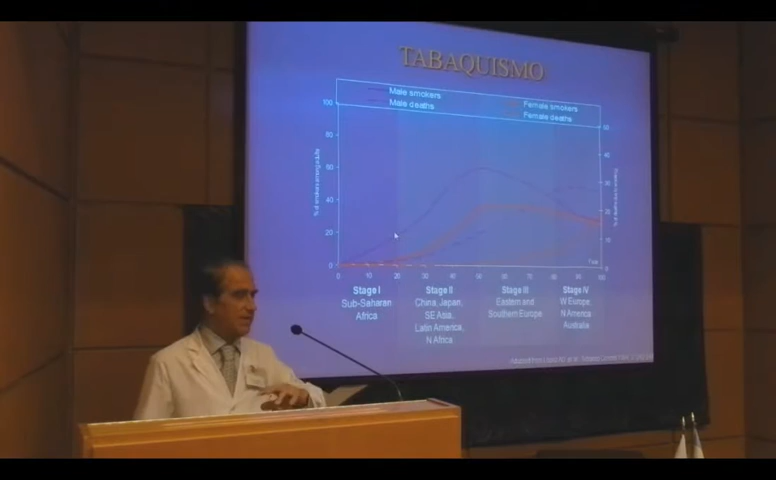 TABAQUISMO
Male smokers
Male deaths
Female smokers
Female deaths
100
80
60
40
20
0
0 10 20 30 40 50 60 70 80 90 100
Stage I
Sub-Saharan
Africa
Stage II
China, Japan,
SE Asia,
Latin America,
N Africa
Stage III
Eastern and
Southern Europe
Stage IV
W Europe,
N America
Australia